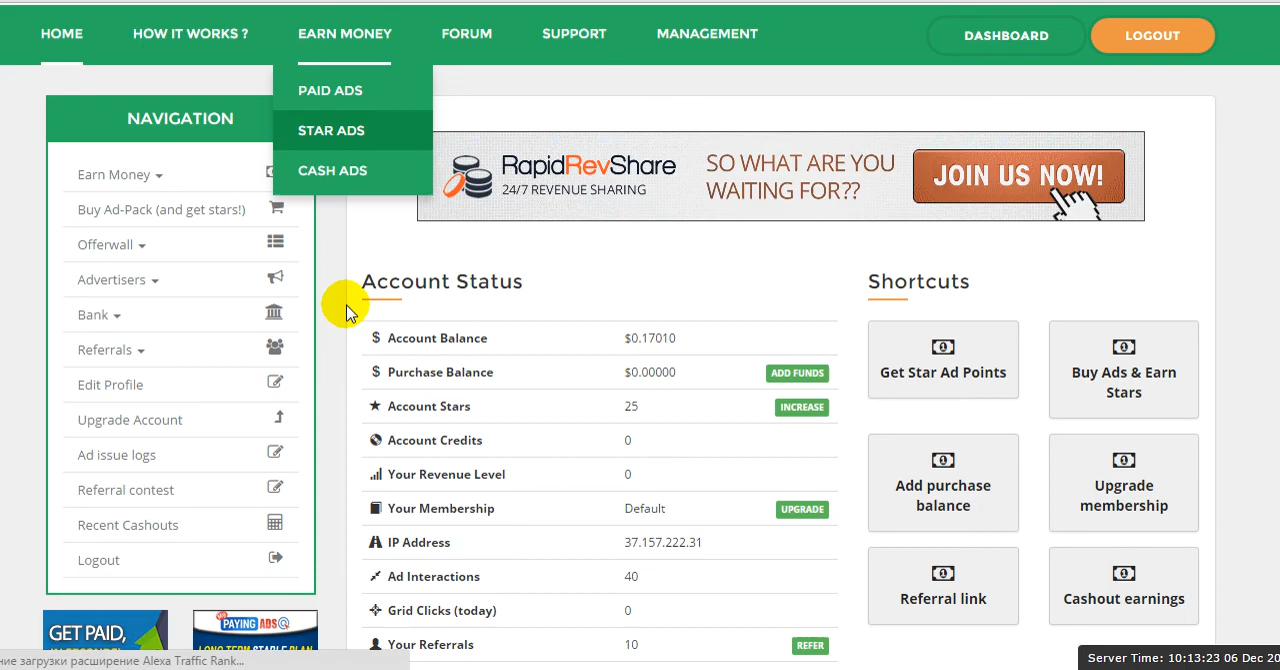 HOME HOW IT WORKS ? EARN MONEY FORUM SUPPORT MANAGEMENT DASHBOARD LOGOUT
PAID ADS
STAR ADS
CASH ADS
NAVIGATION
Earn Money
Buy Ad-Pack (and get stars!)
Offerwall
Advertisers
Bank
Referrals
Edit Profile
Upgrade Account
Ad issue logs
Referral contest
Recent Cashouts
Logout
GET PAID,
PAYING ADS@
LONG TERM STABLE PLAN
RapidRevShare
24/7 REVENUE SHARING
SO WHAT ARE YOU
WAITING FOR??
JOIN US NOW!
Account Status
Account Balance $0.17010
Purchase Balance $0.00000 ADD FUNDS
Account Stars 25 INCREASE
Account Credits 0
Your Revenue Level 0
Your Membership Default UPGRADE
IP Address 37.157.222.31
Ad Interactions 40
Grid Clicks (today) 0
Your Referrals 10 REFER
Shortcuts
Get Star Ad Points
Buy Ads & Earn
Stars
Add purchase
balance
Upgrade
membership
Referral link
Cashout earnings
ние загрузки расширение Alexa Traffic Rank...
Server Time: 10:13:23 06 Dec 20